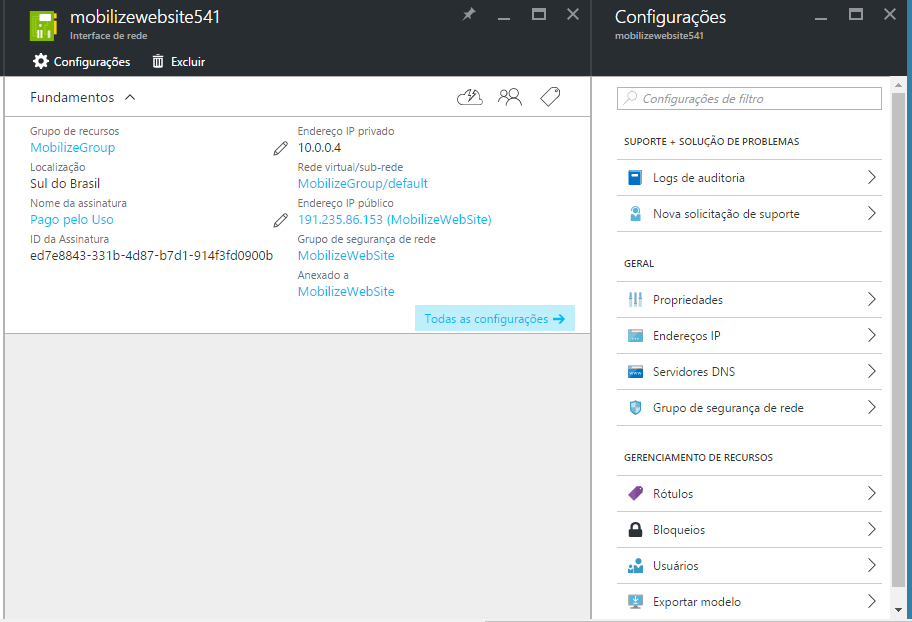 mobilizewebsite541
Interface de rede
Configurações
Excluir
Fundamentos
Grupo de recursos
MobilizeGroup
Localização
Sul do Brasil
Nome da assinatura
Pago pelo Uso
ID da Assinatura
ed7e8843-331b-4d87-b7d1-914f3fd0900b
Endereço IP privado
10.0.0.4
Rede virtual/sub-rede
MobilizeGroup/default
Endereço IP público
191.235.86.153 (MobilizeWebSite)
Grupo de segurança de rede
MobilizeWebSite
Anexado a
MobilizeWebSite
Todas as configurações
Configurações
mobilizewebsite541
Configurações de filtro
SUPORTE + SOLUÇÃO DE PROBLEMAS
Logs de auditoria
Nova solicitação de suporte
GERAL
Propriedades
Endereços IP
Servidores DNS
Grupo de segurança de rede
GERENCIAMENTO DE RECURSOS
Rótulos
Bloqueios
Usuários
Exportar modelo